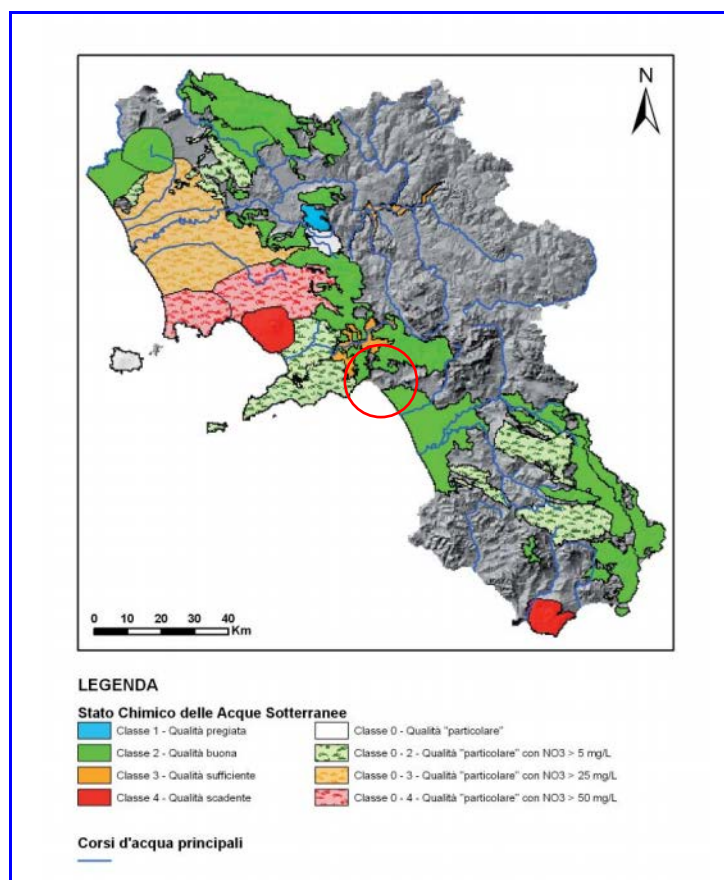 N
0 10 20 30 40
Km
LEGENDA
Stato Chimico delle Acque Sotterranee
Classe 1 - Qualità pregiata
Classe 2 - Qualità buona
Classe 3 - Qualità sufficiente
Classe 4 - Qualità scadente
Classe 0 - Qualità "particolare"
Classe 0 - 2 - Qualità "particolare" con NO3 > 5 mg/L
Classe 0 - 3 - Qualità "particolare" con NO3 > 25 mg/L
Classe 0 - 4 - Qualità "particolare" con NO3 > 50 mg/L
Corsi d'acqua principali